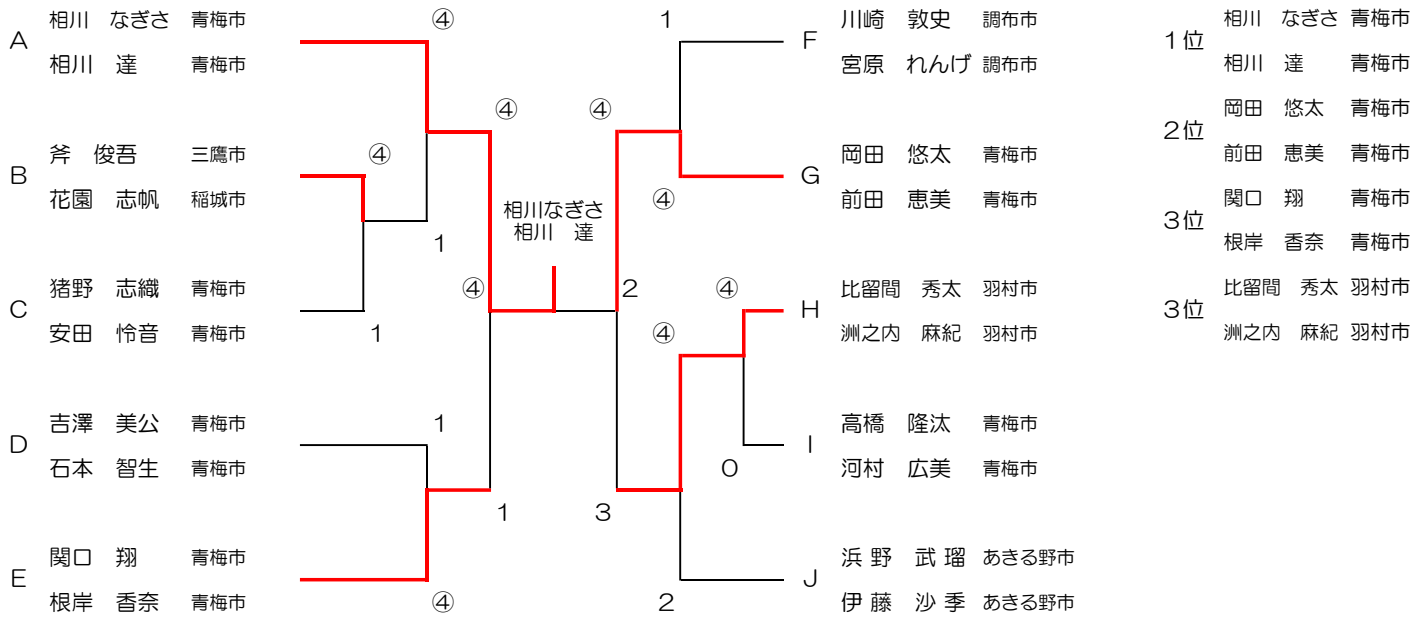 A
相川 なぎさ 青梅市
相川 達 青梅市
B
斧 俊吾 三鷹市
花園 志帆 稲城市
C
猪野 志織 青梅市
安田 怜音 青梅市
D
吉澤 美公 青梅市
石本 智生 青梅市
E
関口 翔 青梅市
根岸 香奈 青梅市
④
④
④
1
1
④
1
1
④
相川なぎさ
相川 達
1
④
④
2
④
④
0
3
2
F
川崎 敦史 調布市
宮原 れんげ 調布市
G
岡田 悠太 青梅市
前田 恵美 青梅市
H
比留間 秀太 羽村市
洲之内 麻紀 羽村市
I
高橋 隆汰 青梅市
河村 広美 青梅市
J
浜野 武瑠 あきる野市
伊藤 沙季 あきる野市
1位
相川 なぎさ 青梅市
相川 達 青梅市
2位
岡田 悠太 青梅市
前田 恵美 青梅市
3位
関口 翔 青梅市
根岸 香奈 青梅市
3位
比留間 秀太 羽村市
洲之内 麻紀 羽村市